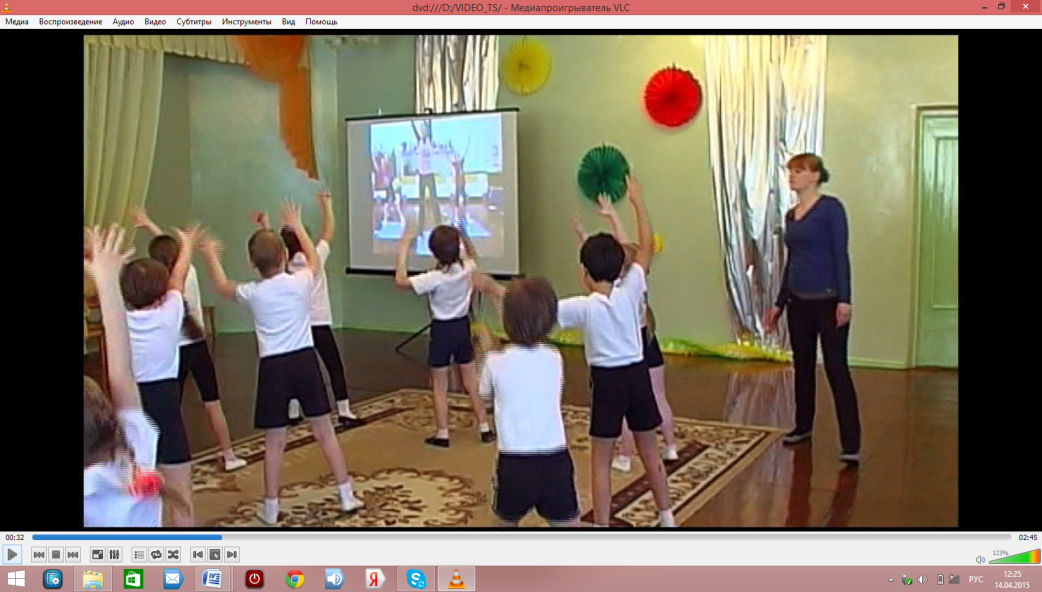 dvd:///D:/VIDEO_TS/ - Медиапроигрыватель VLC
Медиа Воспроизведение Аудио Видео Субтитры Инструменты Вид Помощь
00:32 02:45
123%
W Я S
РУС 12:25
14.04.2015